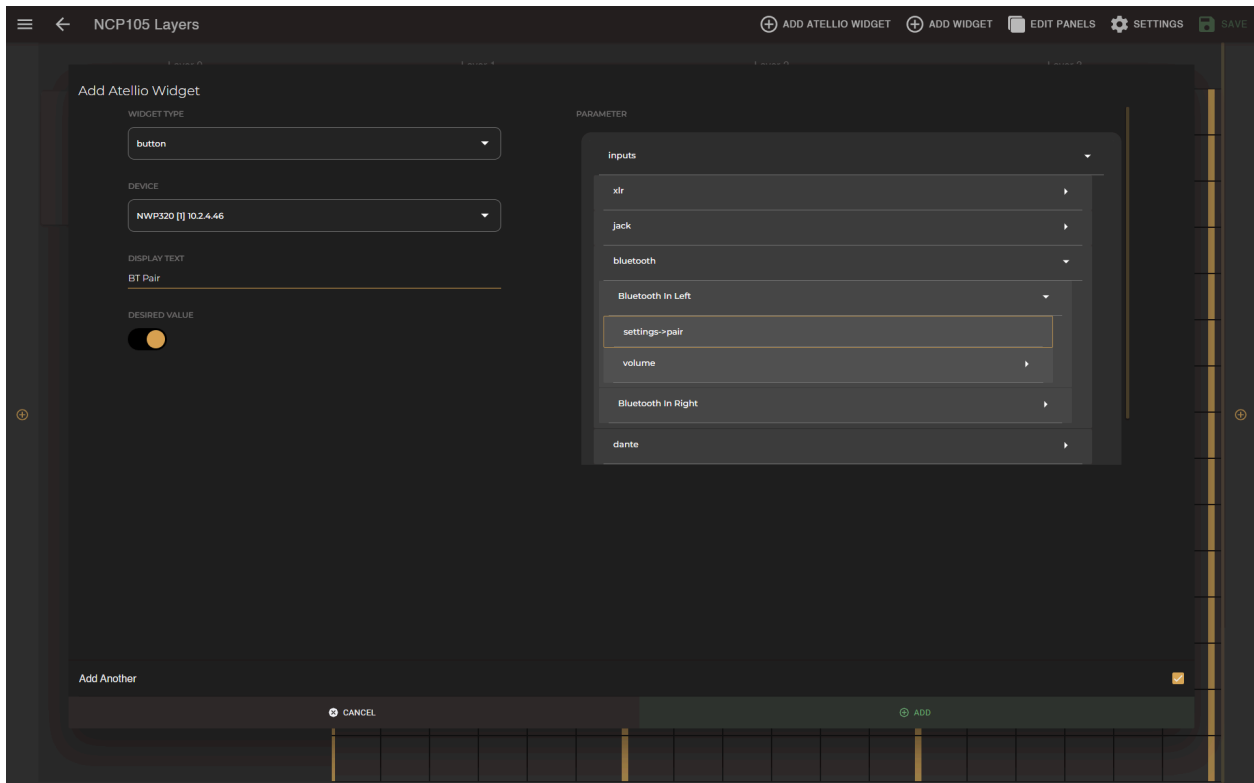 NCP105 Layers
ADD ATELLIO WIDGET
ADD WIDGET
EDIT PANELS
SETTINGS
SAVE
Add Atellio Widget
WIDGET TYPE
button
DEVICE
NWP320 [1] 10.2.4.46
DISPLAY TEXT
BT Pair
DESIRED VALUE
PARAMETER
inputs
xlr
jack
bluetooth
Bluetooth In Left
settings->pair
volume
Bluetooth In Right
dante
Add Another
CANCEL
ADD